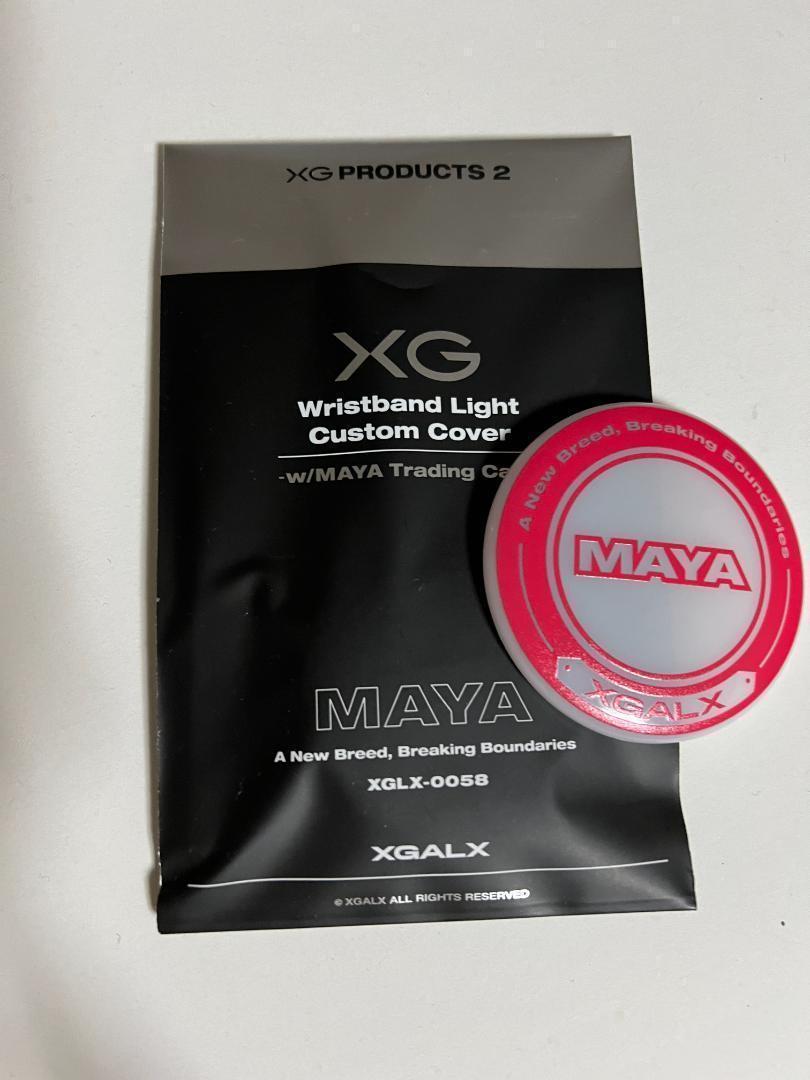 XG PRODUCTS 2
XG
Wristband Light
Custom Cover
-w/MAYA Trading
MAYA
A New Breed, Breaking Boundaries
XGLX-0058
XGALX
© XGALX ALL RIGHTS RESERVED
A New Breed, Breaking Boundaries
MAYA
XGALX